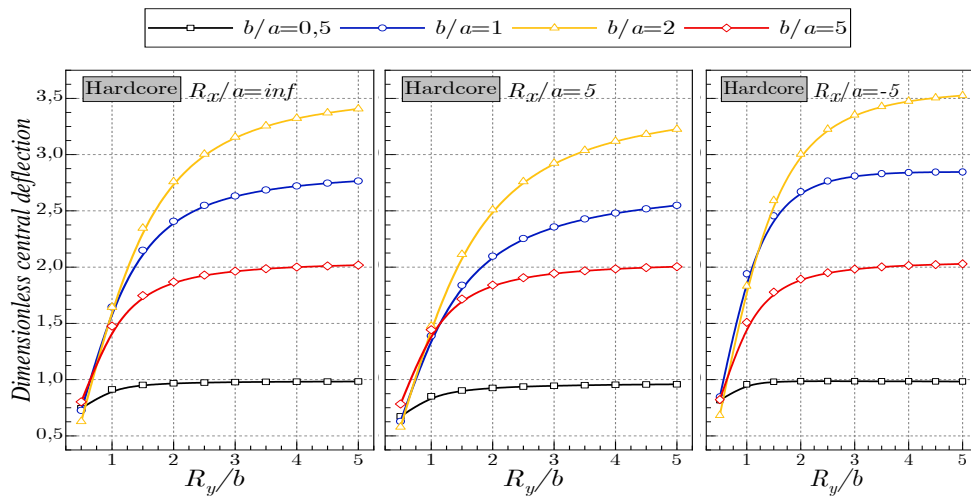 b/a=0,5 b/a=1 b/a=2 b/a=5
Dimensionless central deflection
3,5
3.0
2.5
2.0
1.5
1.0
0,5
Hardcore R_x/a=inf
1 2 3 4 5
R_y/b
Hardcore R_x/a=5
1 2 3 4 5
R_y/b
Hardcore R_x/a=-5
1 2 3 4 5
R_y/b